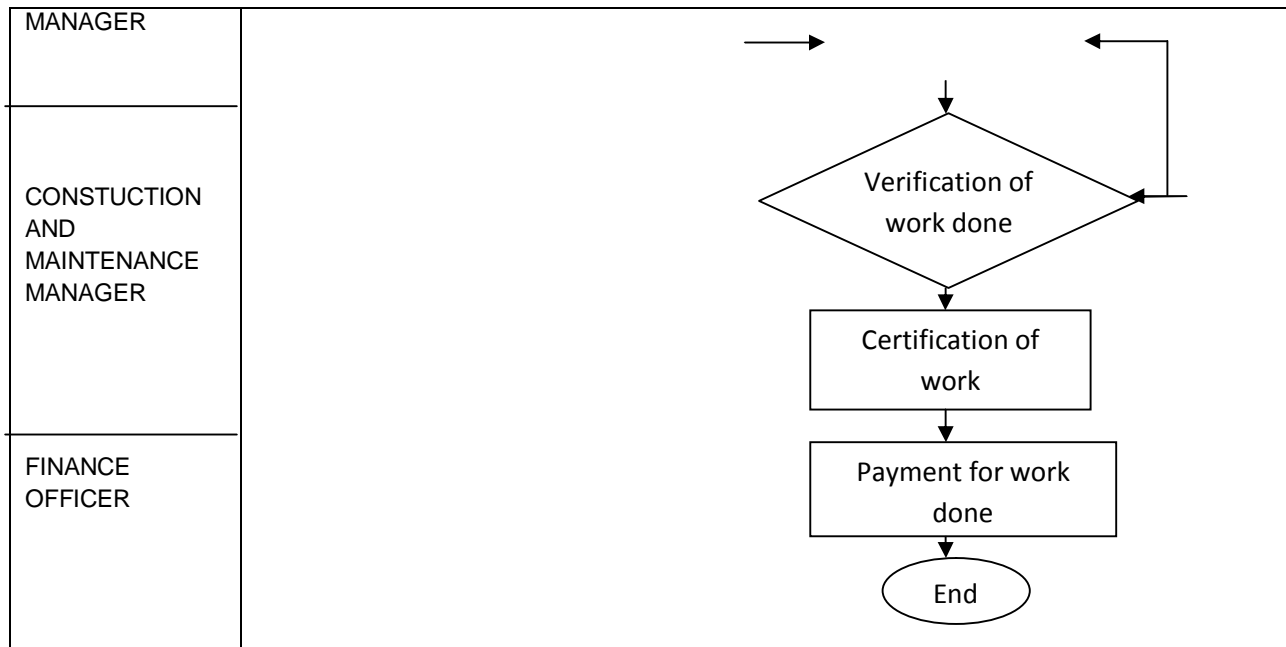 MANAGER
Verification of
work done
CONSTUCTION
AND
MAINTENANCE
MANAGER
Certification of
work
FINANCE
OFFICER
Payment for work
done
End